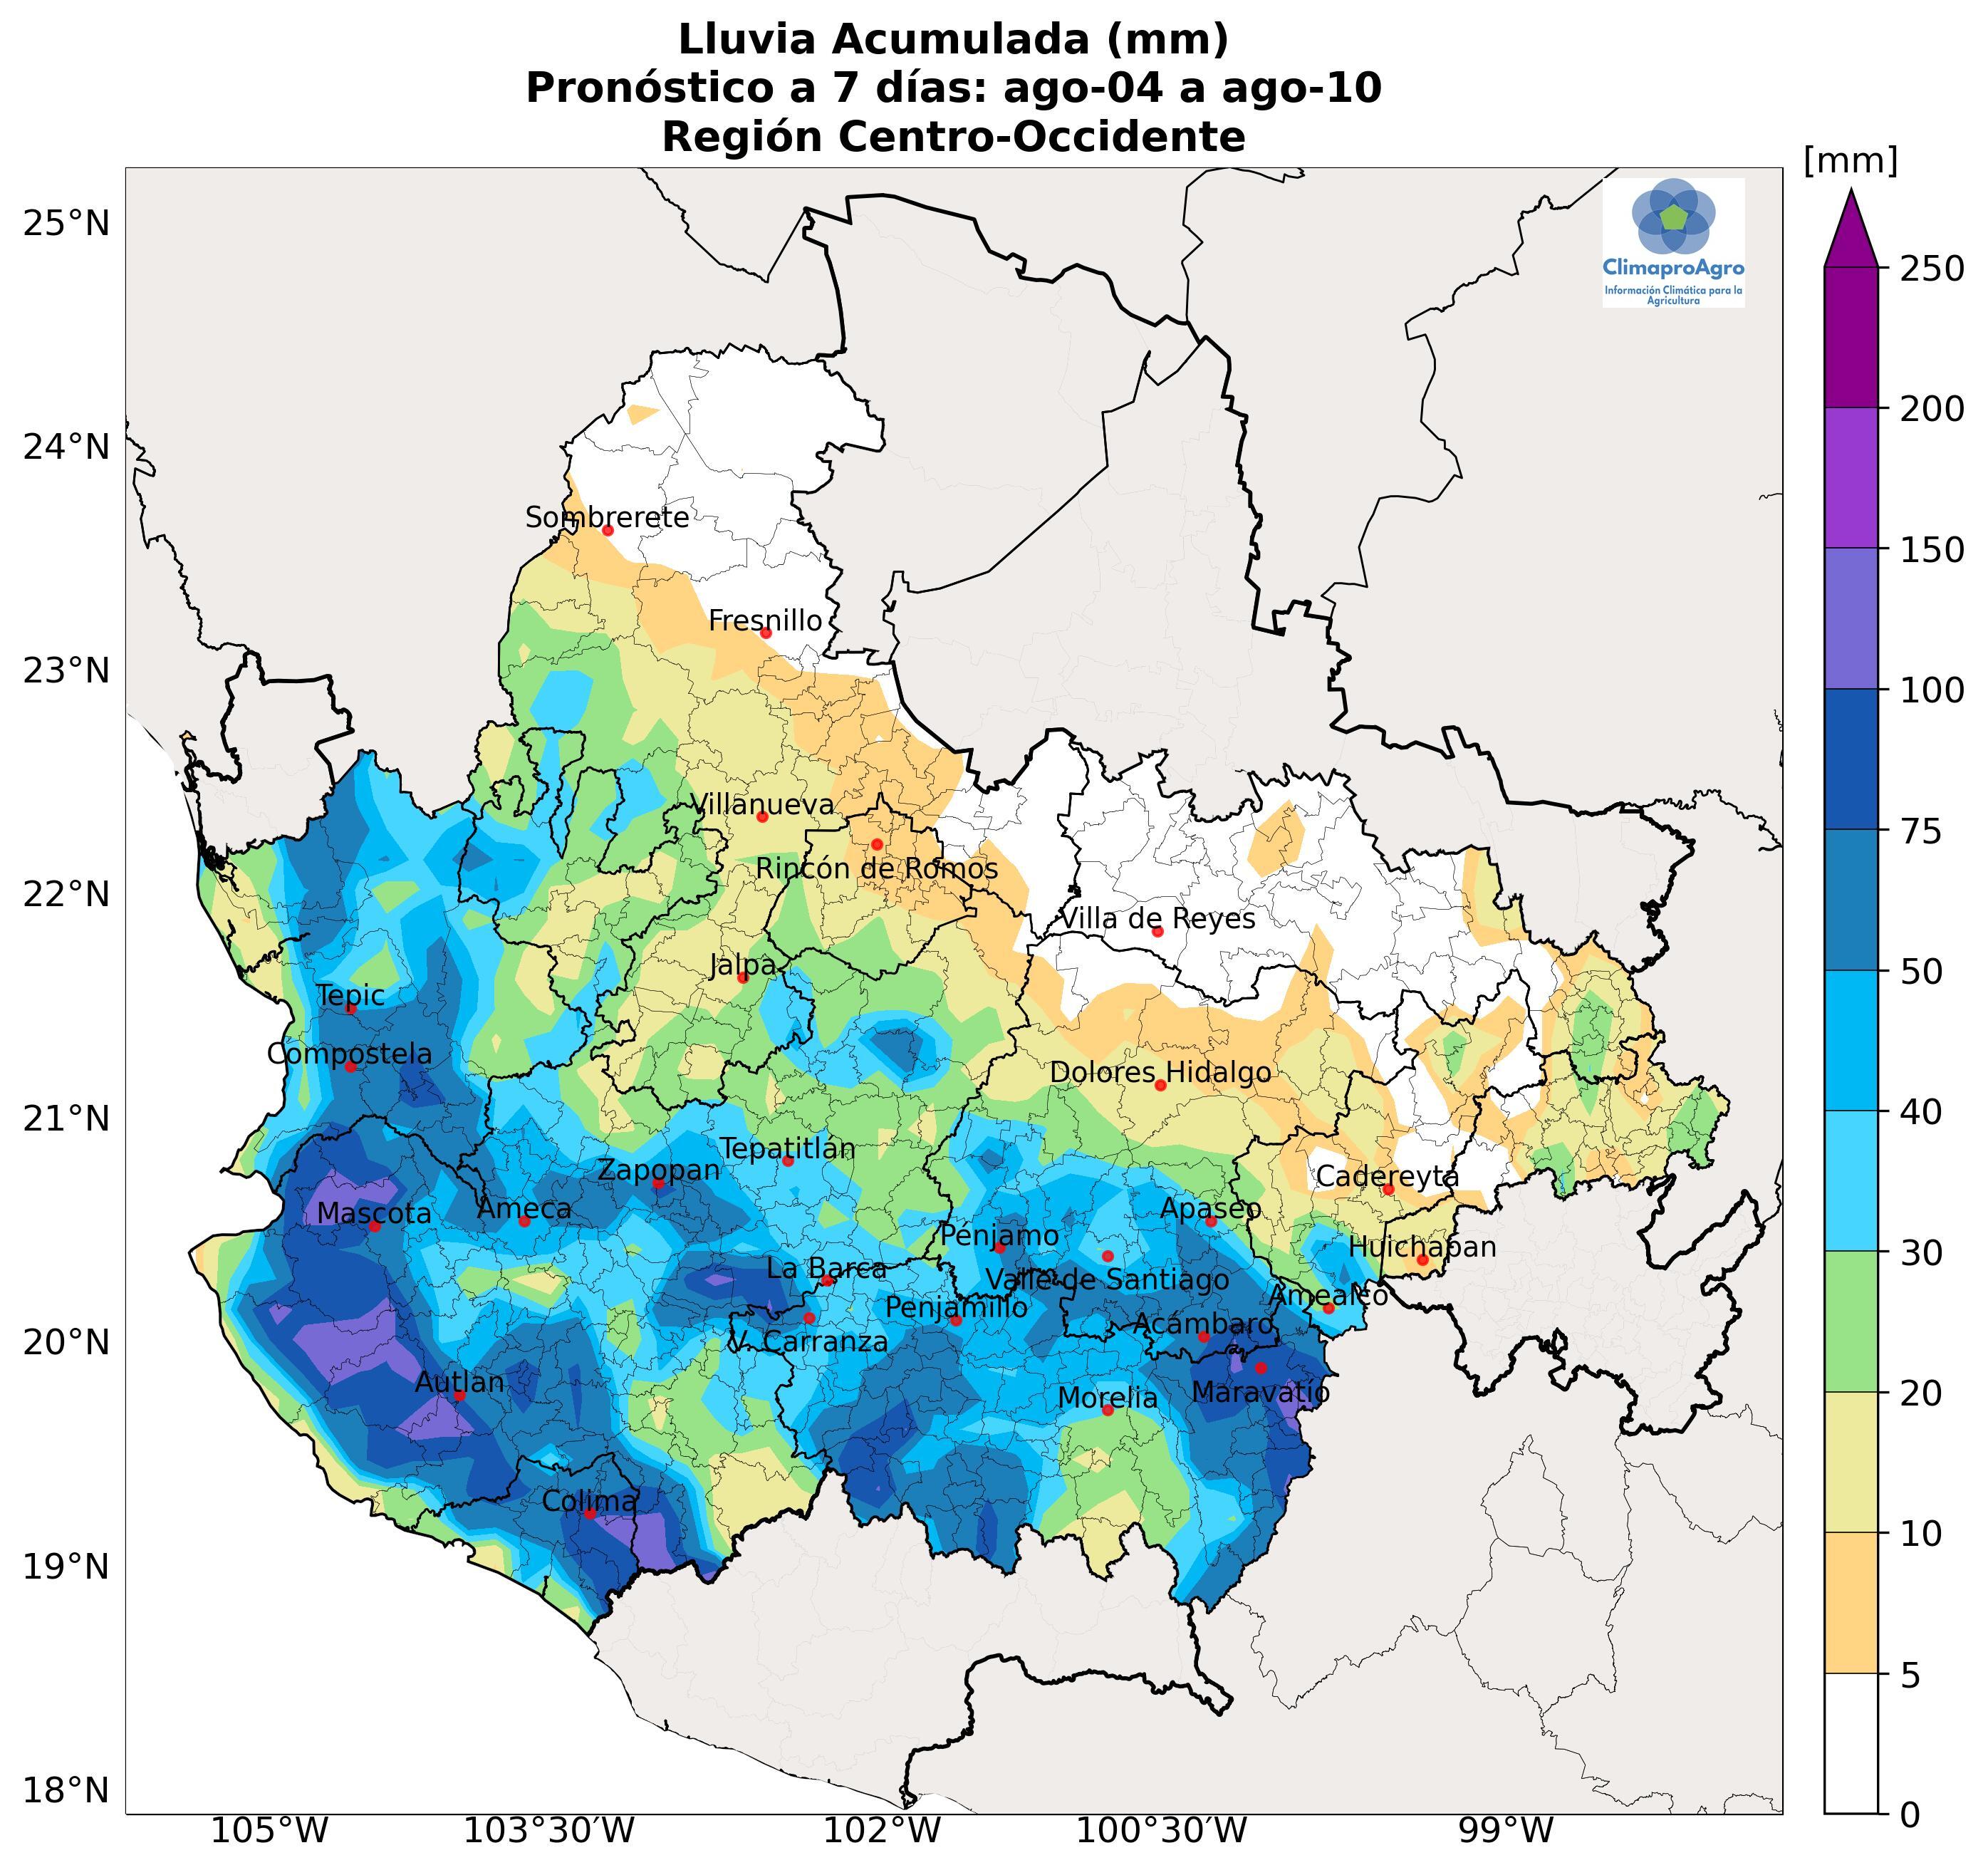 Lluvia Acumulada (mm)
Pronóstico a 7 días: ago-04 a ago-10
Región Centro-Occidente
[mm]
25°N
24°N
23°N
22°N
21°N
20°N
19°N
18°N
105°W
103°30'W
102°W
100°30'W
99°W
250
200
150
100
75
50
40
30
20
10
5
0
ClimaproAgro
Información Climática para la
Agricultura
Sombrerete
Fresnillo
Villanueva
Rincón de Romos
Villa de Reyes
Jalpa
Tepic
Compostela
Dolores Hidalgo
Tepatitlán
Zapopan
Cadereyta
Mascota
Ameca
Apaseo
Pénjamo
Huichapan
La Barca
Valle de Santiago
Amealco
Penjamillo
Acámbaro
V. Carranza
Autlan
Morelia
Maravatío
Colima